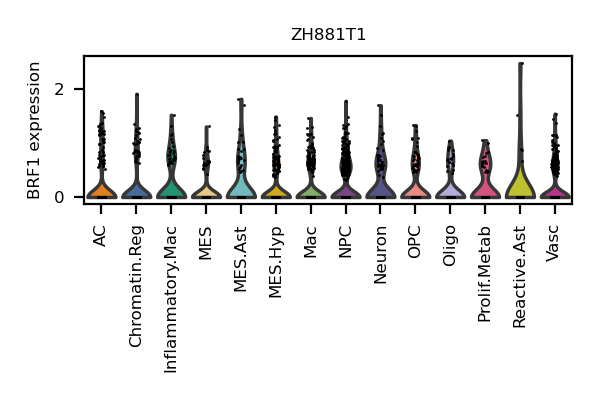 ZH881T1
BRF1 expression
2
0
AC
Chromatin.Reg
Inflammatory.Mac
MES
MES.Ast
MES.Hyp
Mac
NPC
Neuron
OPC
Oligo
Prolif.Metab
Reactive.Ast
Vasc